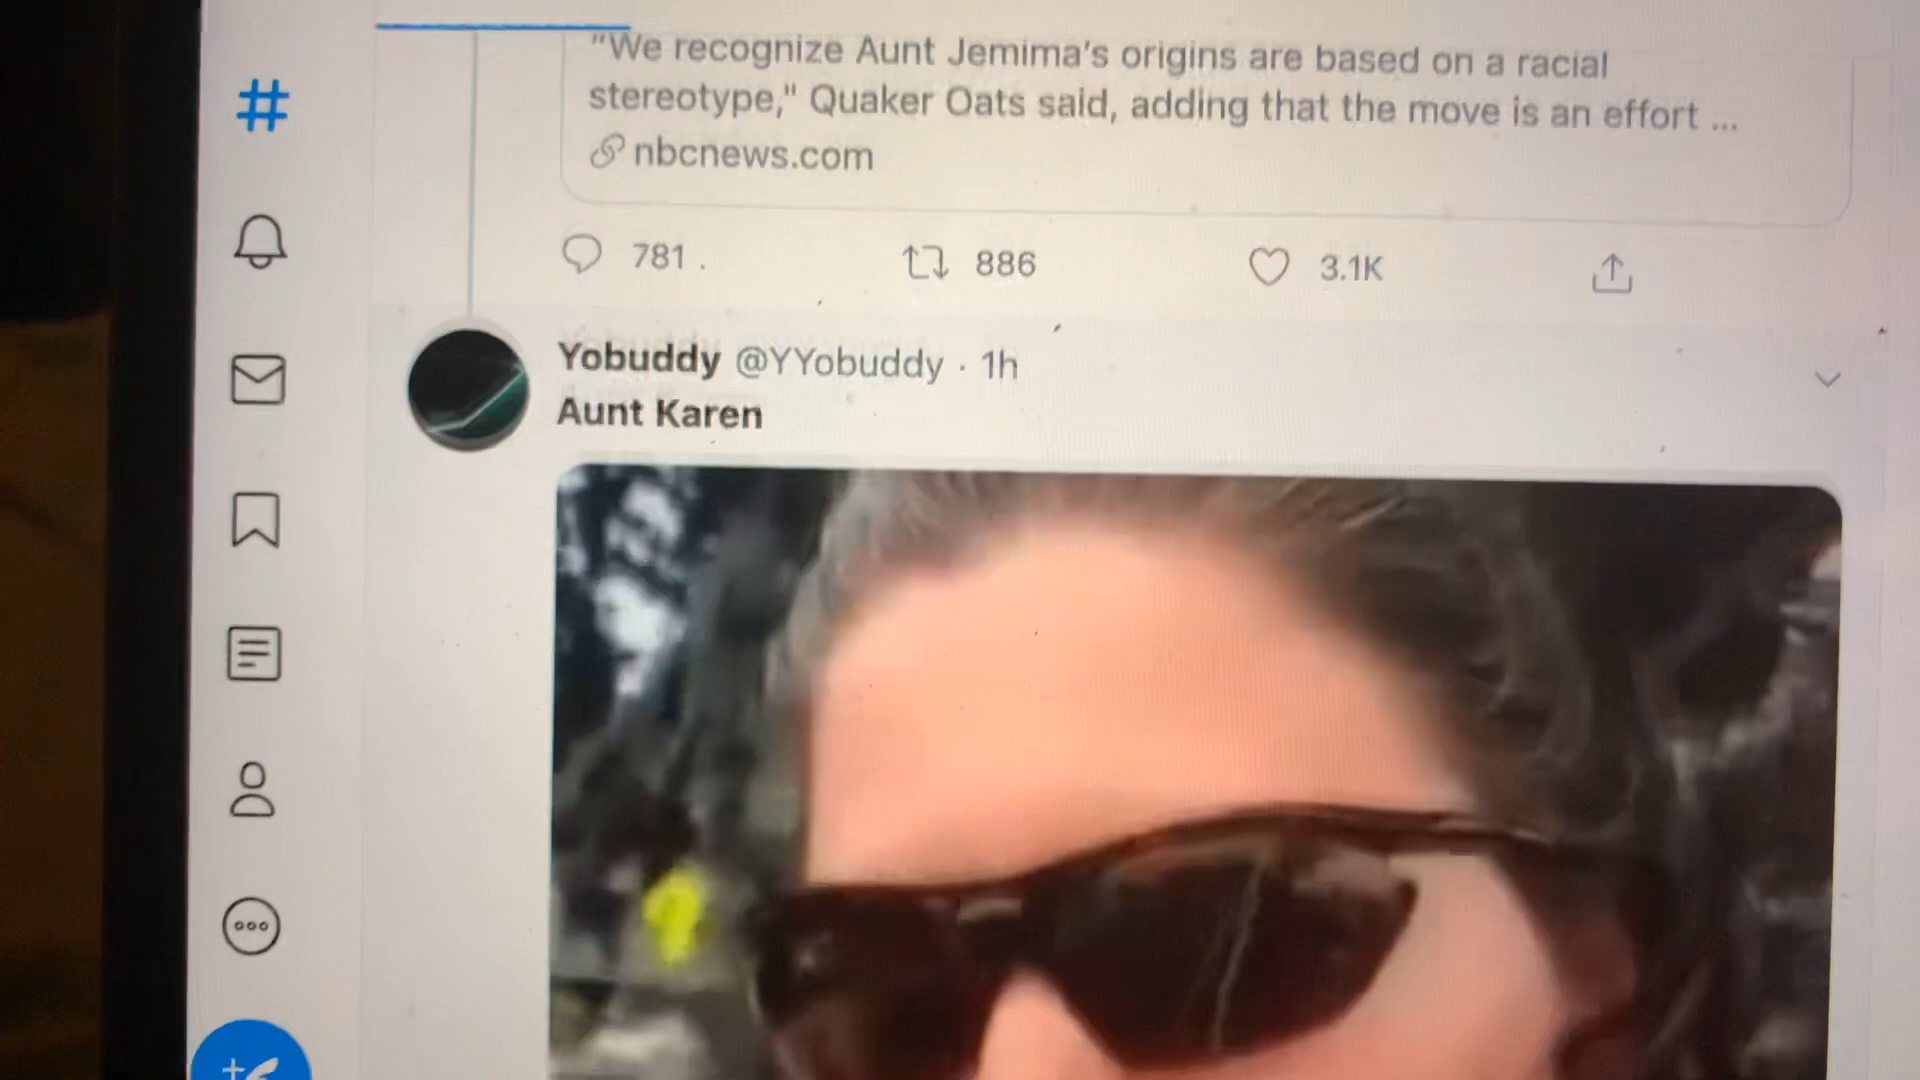 "We recognize Aunt Jemima's origins are based on a racial
stereotype," Quaker Oats said, adding that the move is an effort ...
nbcnews.com
781
886
3.1K
Yobuddy @YYobuddy · 1h
Aunt Karen